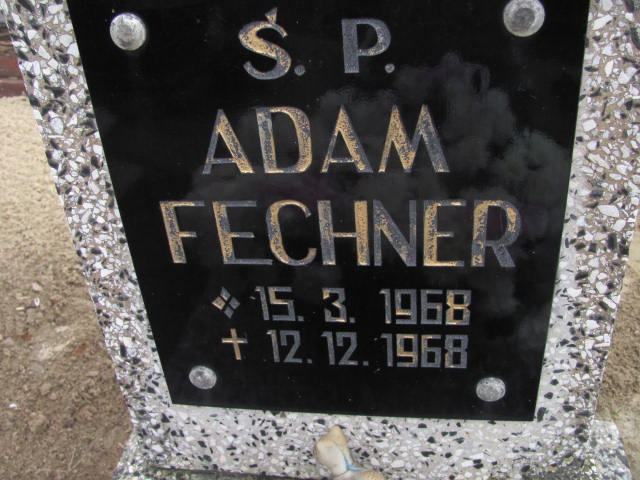 Ś. P.
ADAM
FECHNER
15. 3. 1968
12. 12. 1968